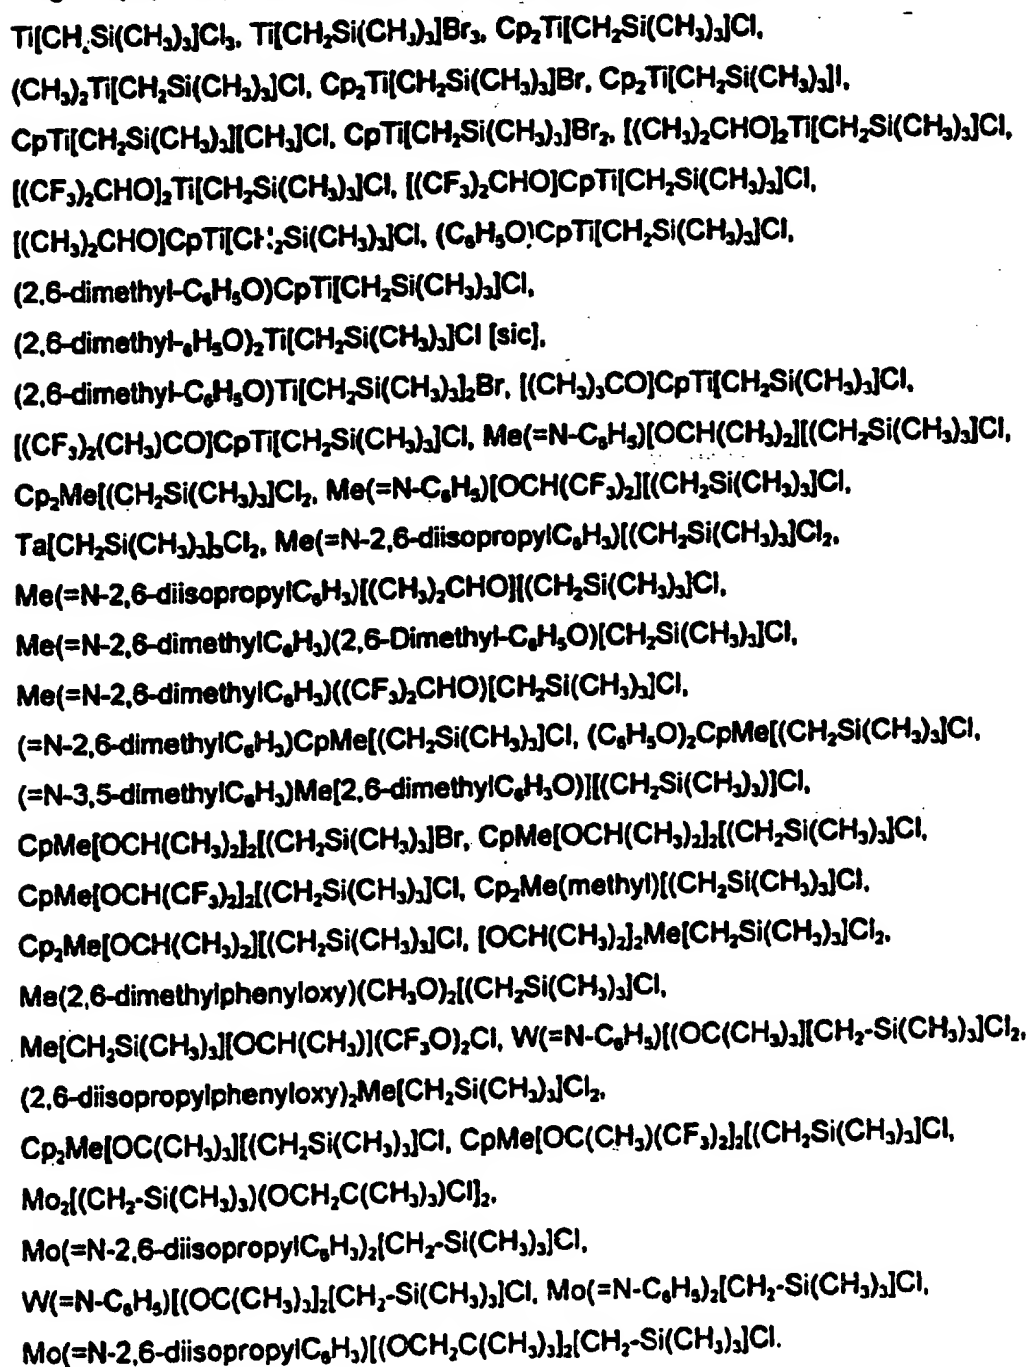 Ti[CH₂Si(CH₃)₃]Cl₃, Ti[CH₂Si(CH₃)₃]Br₃, Cp₂Ti[CH₂Si(CH₃)₃]Cl,
(CH₃)₂Ti[CH₂Si(CH₃)₃]Cl, Cp₂Ti[CH₂Si(CH₃)₃]Br, Cp₂Ti[CH₂Si(CH₃)₃]I,
CpTi[CH₂Si(CH₃)₃][CH₃]Cl, CpTi[CH₂Si(CH₃)₃]Br₂, [(CH₃)₂CHO]₂Ti[CH₂Si(CH₃)₃]Cl,
[(CF₃)₂CHO]₂Ti[CH₂Si(CH₃)₃]Cl, [(CF₃)₂CHO]CpTi[CH₂Si(CH₃)₃]Cl,
[(CH₃)₂CHO]CpTi[CH₂Si(CH₃)₃]Cl, (C₆H₅O)CpTi[CH₂Si(CH₃)₃]Cl,
(2,6-dimethyl-C₆H₅O)CpTi[CH₂Si(CH₃)₃]Cl,
(2,6-dimethyl-₆H₅O)₂Ti[CH₂Si(CH₃)₃]Cl [sic],
(2,6-dimethyl-C₆H₅O)Ti[CH₂Si(CH₃)₃]₂Br, [(CH₃)₃CO]CpTi[CH₂Si(CH₃)₃]Cl,
[(CF₃)₂(CH₃)CO]CpTi[CH₂Si(CH₃)₃]Cl, Me(=N-C₆H₅)[OCH(CH₃)₂][(CH₂Si(CH₃)₃]Cl,
Cp₂Me[(CH₂Si(CH₃)₃]Cl₂, Me(=N-C₆H₅)[OCH(CF₃)₂][(CH₂Si(CH₃)₃]Cl,
Ta[CH₂Si(CH₃)₃]₃Cl₂, Me(=N-2,6-diisopropylC₆H₃)[(CH₂Si(CH₃)₃]Cl₂,
Me(=N-2,6-diisopropylC₆H₃)[(CH₃)₂CHO][(CH₂Si(CH₃)₃]Cl,
Me(=N-2,6-dimethylC₆H₃)(2,6-Dimethyl-C₆H₅O)[CH₂Si(CH₃)₃]Cl,
Me(=N-2,6-dimethylC₆H₃)((CF₃)₂CHO)[CH₂Si(CH₃)₃]Cl,
(=N-2,6-dimethylC₆H₃)CpMe[(CH₂Si(CH₃)₃]Cl, (C₆H₅O)₂CpMe[(CH₂Si(CH₃)₃]Cl,
(=N-3,5-dimethylC₆H₃)Me[2,6-dimethylC₆H₃O)][(CH₂Si(CH₃)₃)]Cl,
CpMe[OCH(CH₃)₂]₂[(CH₂Si(CH₃)₃]Br, CpMe[OCH(CH₃)₂]₂[(CH₂Si(CH₃)₃]Cl,
CpMe[OCH(CF₃)₂]₂[(CH₂Si(CH₃)₃]Cl, Cp₂Me(methyl)[(CH₂Si(CH₃)₃]Cl,
Cp₂Me[OCH(CH₃)₂][(CH₂Si(CH₃)₃]Cl, [OCH(CH₃)₂]₂Me[CH₂Si(CH₃)₃]Cl₂,
Me(2,6-dimethylphenyloxy)(CH₃O)₂[(CH₂Si(CH₃)₃]Cl,
Me[CH₂Si(CH₃)₃][OCH(CH₃)](CF₃O)₂Cl, W(=N-C₆H₅)[(OC(CH₃)₃][CH₂-Si(CH₃)₃]Cl₂,
(2,6-diisopropylphenyloxy)₂Me[CH₂Si(CH₃)₃]Cl₂,
Cp₂Me[OC(CH₃)₃][(CH₂Si(CH₃)₃]Cl, CpMe[OC(CH₃)(CF₃)₂]₂[(CH₂Si(CH₃)₃]Cl,
Mo₂[(CH₂-Si(CH₃)₃)(OCH₂C(CH₃)₃)Cl]₂,
Mo(=N-2,6-diisopropylC₆H₃)₂[CH₂-Si(CH₃)₃]Cl,
W(=N-C₆H₅)[(OC(CH₃)₃]₂[CH₂-Si(CH₃)₃]Cl, Mo(=N-C₆H₅)₂[CH₂-Si(CH₃)₃]Cl,
Mo(=N-2,6-diisopropylC₆H₃)[(OCH₂C(CH₃)₃]₂[CH₂-Si(CH₃)₃]Cl.